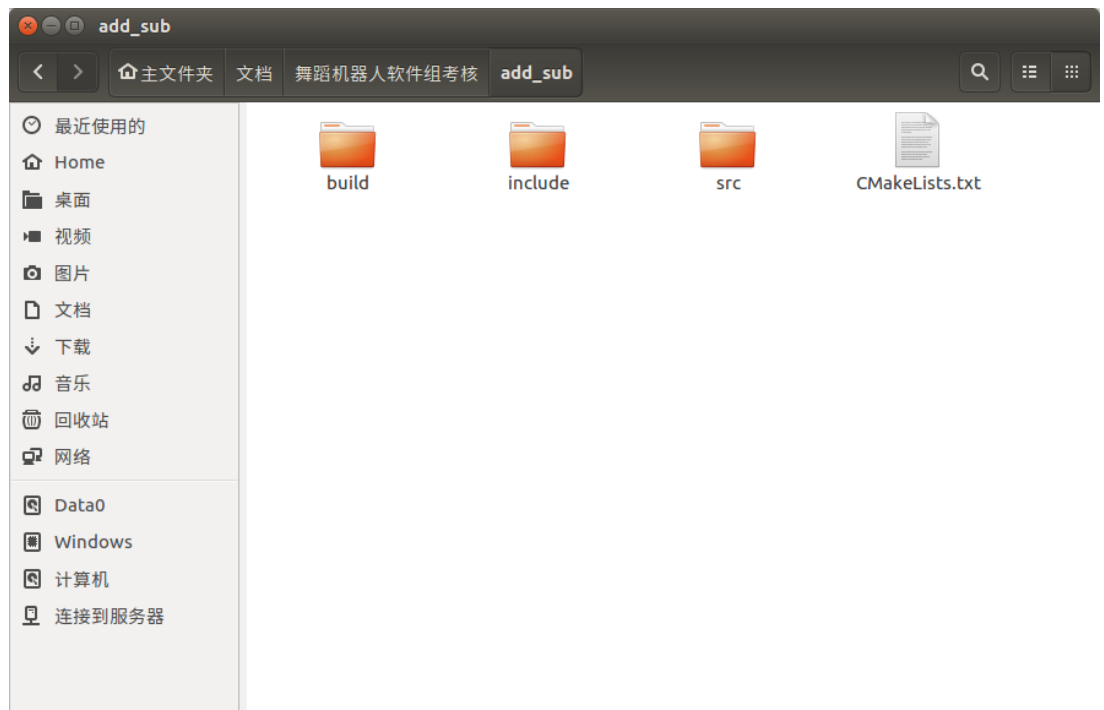 add_sub
主文件夹 文档 舞蹈机器人软件组考核 add_sub
最近使用的
Home
桌面
视频
图片
文档
下载
音乐
回收站
网络
Data0
Windows
计算机
连接到服务器
build include src CMakeLists.txt